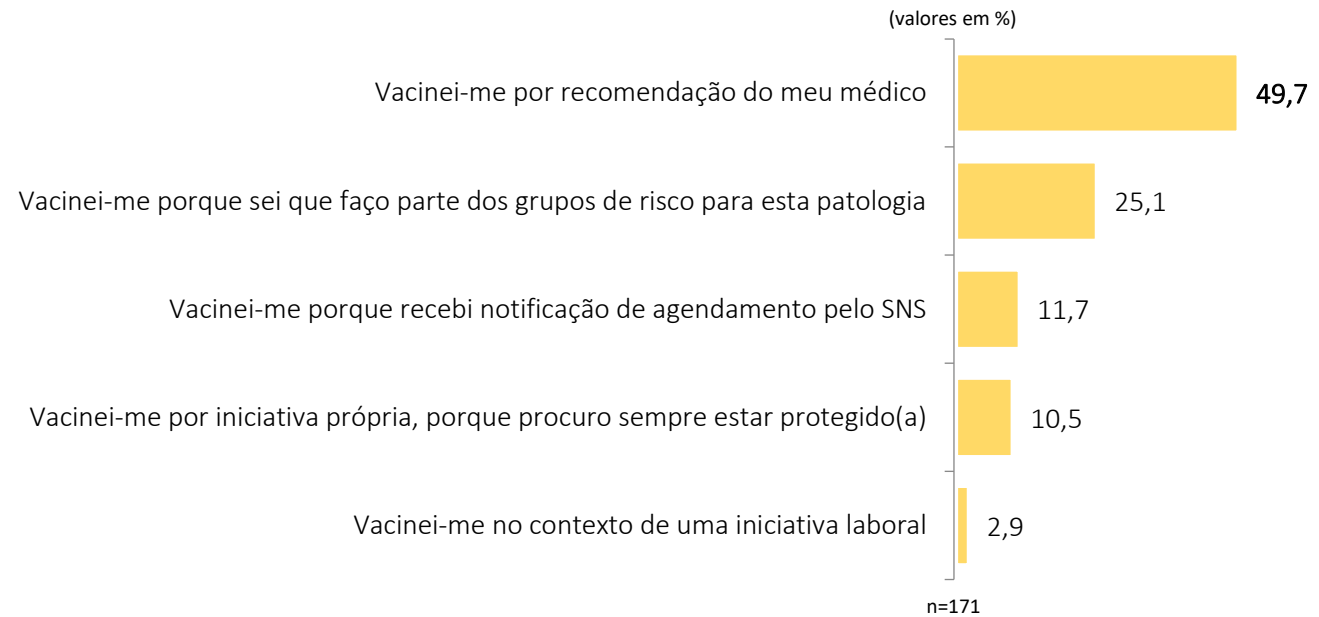 (valores em %)
Vacinei-me por recomendação do meu médico 49,7
Vacinei-me porque sei que faço parte dos grupos de risco para esta patologia 25,1
Vacinei-me porque recebi notificação de agendamento pelo SNS 11,7
Vacinei-me por iniciativa própria, porque procuro sempre estar protegido(a) 10,5
Vacinei-me no contexto de uma iniciativa laboral 2,9
n=171